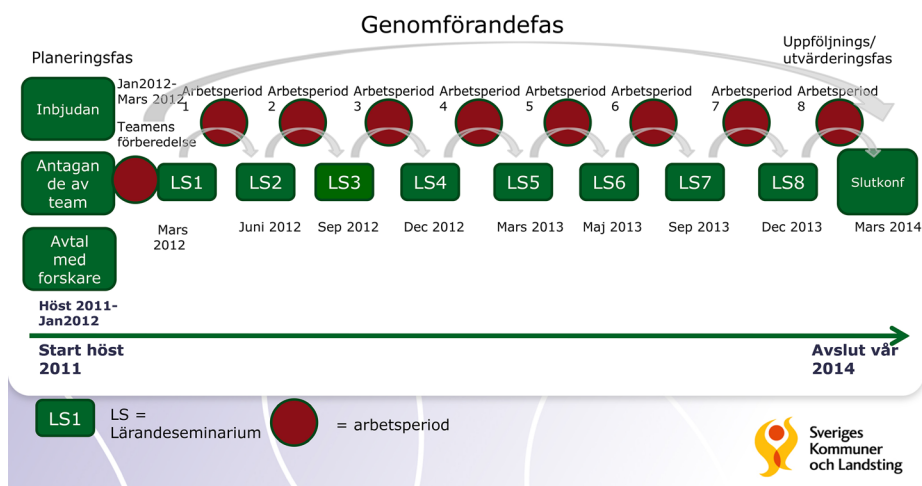 Genomförandefas
Planeringsfas
Uppföljnings/
utvärderingsfas
Inbjudan
Jan2012-
Mars 2012
Teamens
förberedelse
Arbetsperiod
1
Arbetsperiod
2
Arbetsperiod
3
Arbetsperiod
4
Arbetsperiod
5
Arbetsperiod
6
Arbetsperiod
7
Arbetsperiod
8
Antagan
de av
team
LS1
LS2
LS3
LS4
LS5
LS6
LS7
LS8
Slutkonf
Mars
2012
Juni 2012
Sep 2012
Dec 2012
Mars 2013
Maj 2013
Sep 2013
Dec 2013
Mars 2014
Avtal
med
forskare
Höst 2011-
Jan2012
Start höst
2011
Avslut vår
2014
LS1
LS =
Lärandeseminarium
= arbetsperiod
Sveriges
Kommuner
och Landsting